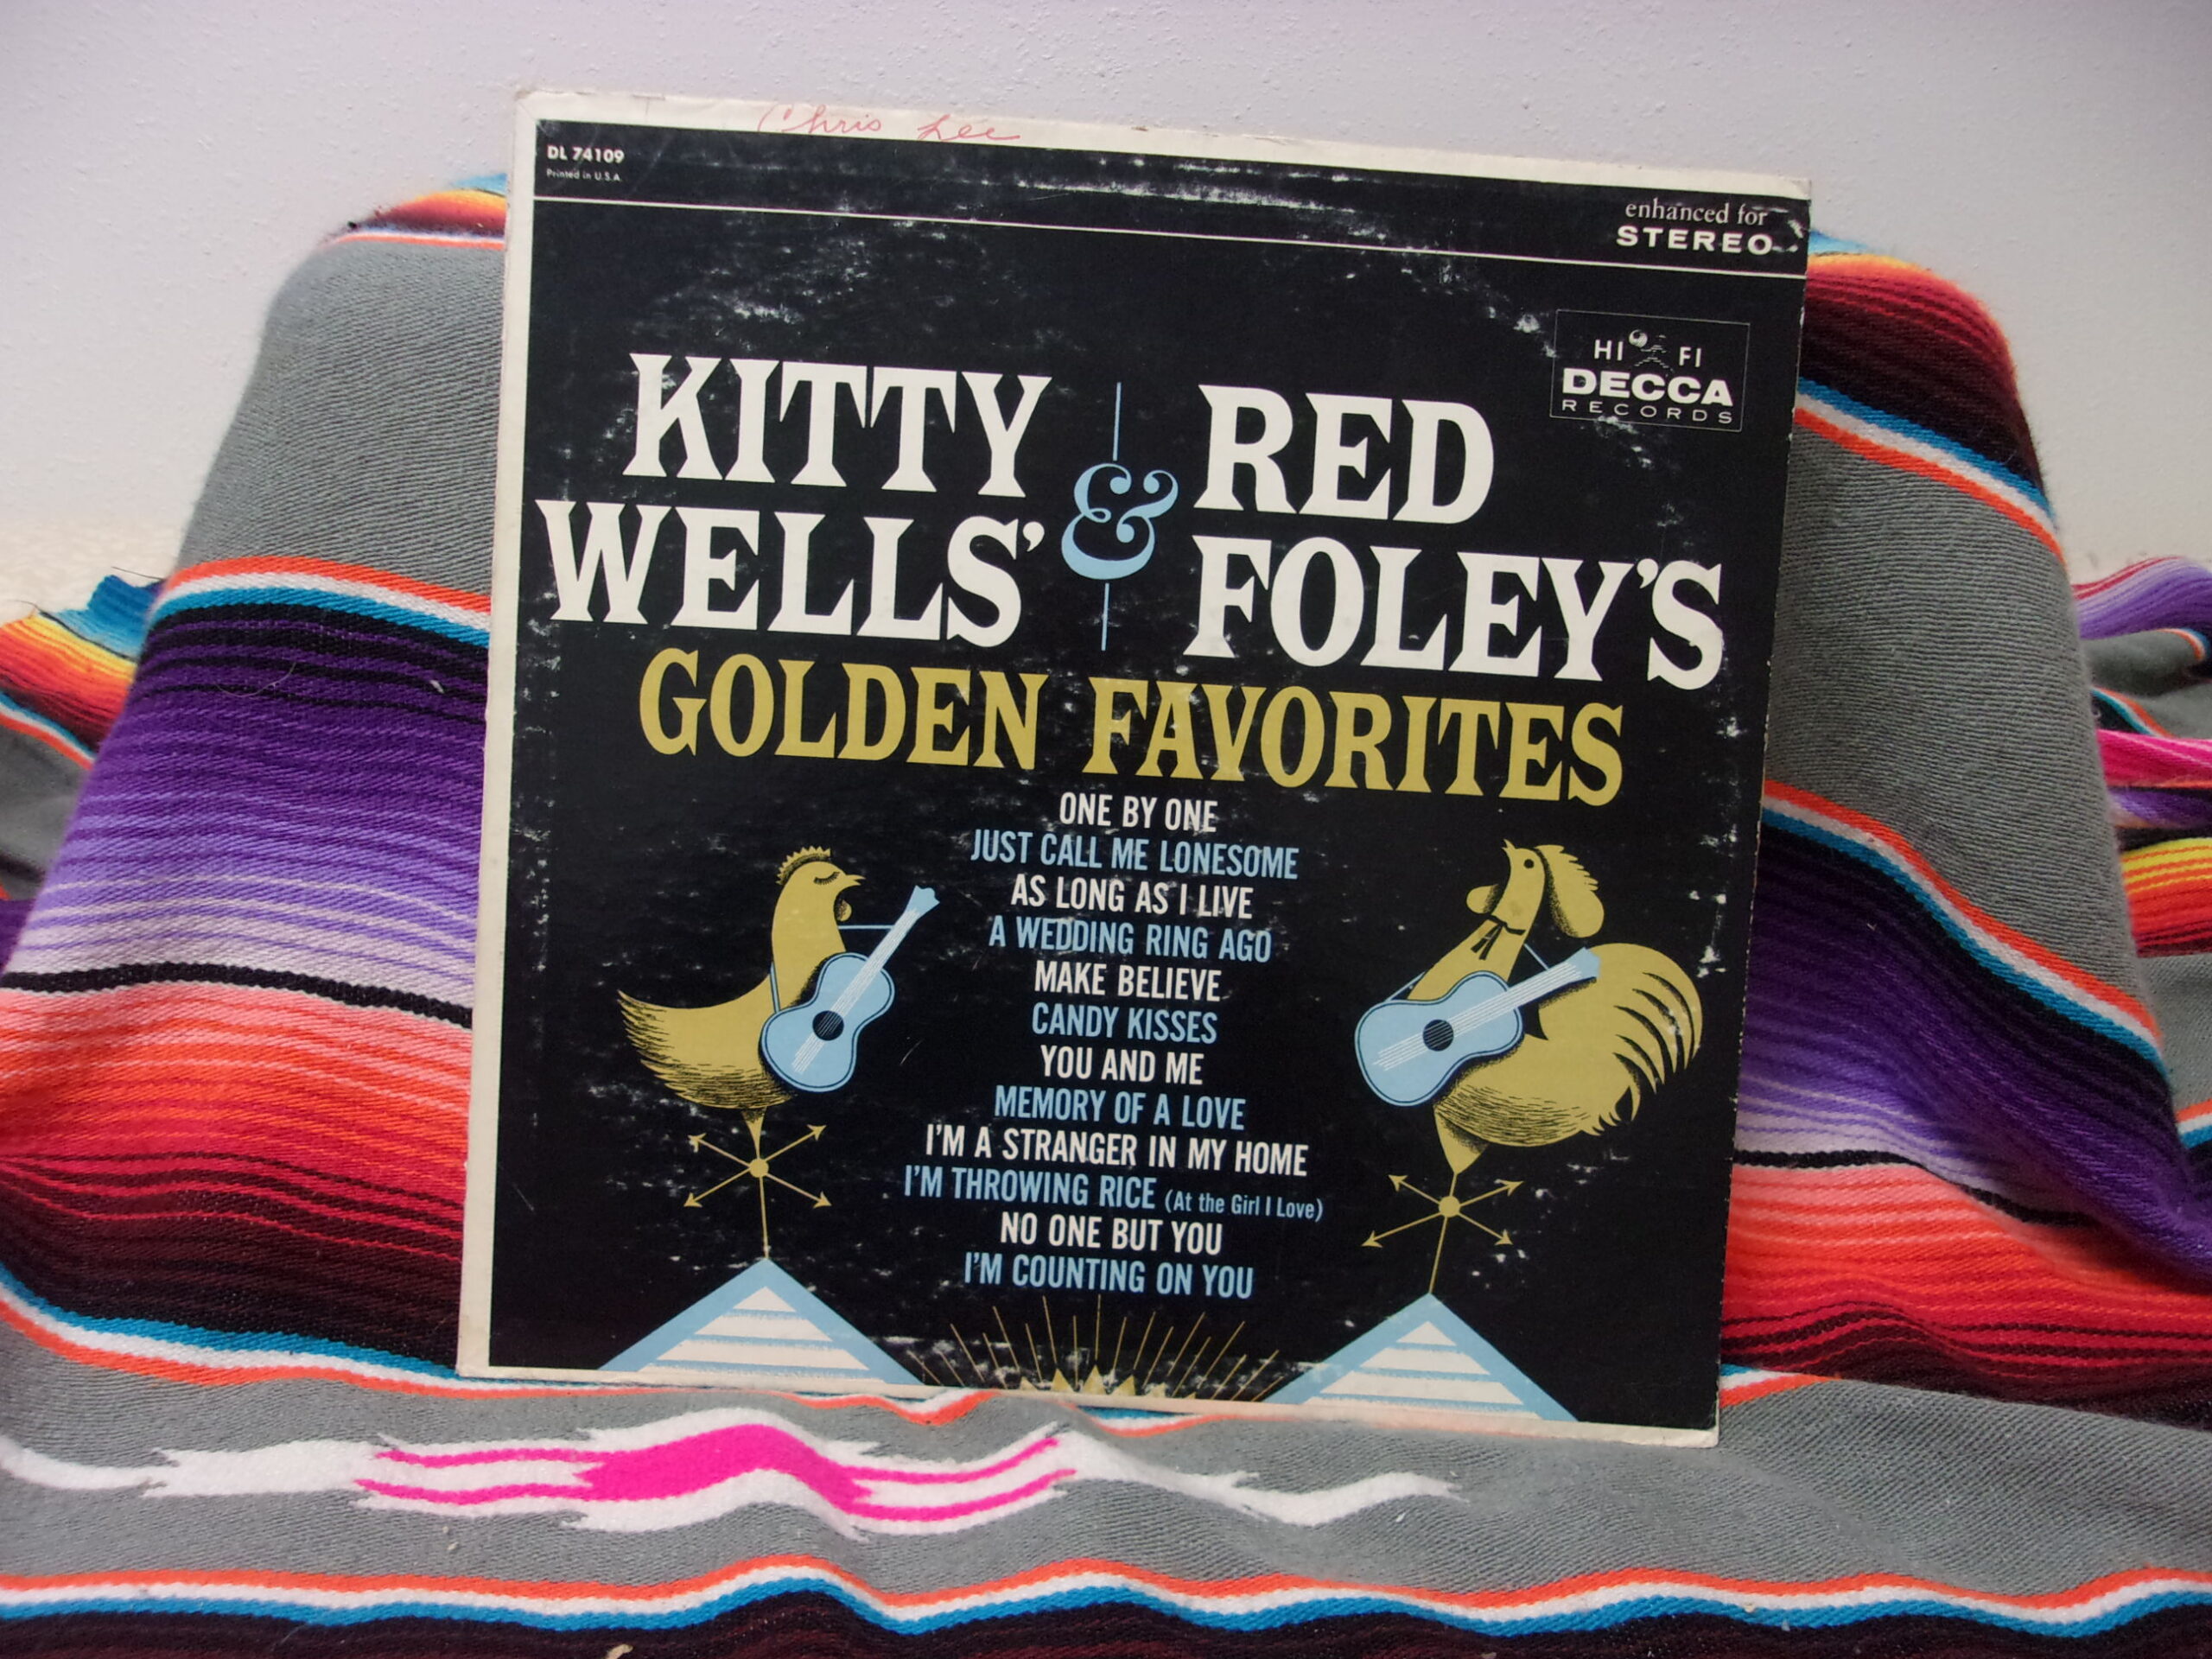 Chris Lee
DL 74109
Printed in U.S.A.
enhanced for
STEREO
HI FI
DECCA
RECORDS
KITTY
WELLS'
&
RED
FOLEY'S
GOLDEN FAVORITES
ONE BY ONE
JUST CALL ME LONESOME
AS LONG AS I LIVE
A WEDDING RING AGO
MAKE BELIEVE
CANDY KISSES
YOU AND ME
MEMORY OF A LOVE
I'M A STRANGER IN MY HOME
I'M THROWING RICE (At the Girl I Love)
NO ONE BUT YOU
I'M COUNTING ON YOU